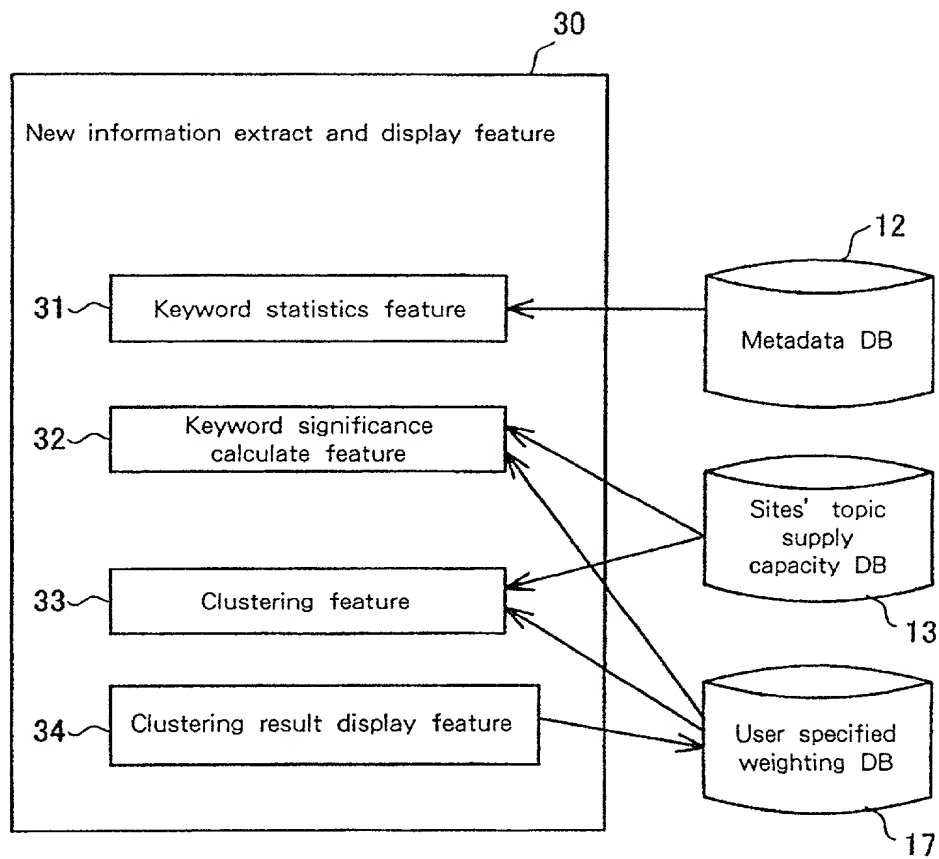 30
New information extract and display feature
12
31
Keyword statistics feature
Metadata DB
32
Keyword significance
calculate feature
Sites' topic
supply
capacity DB
33
Clustering feature
13
34
Clustering result display feature
User specified
weighting DB
17